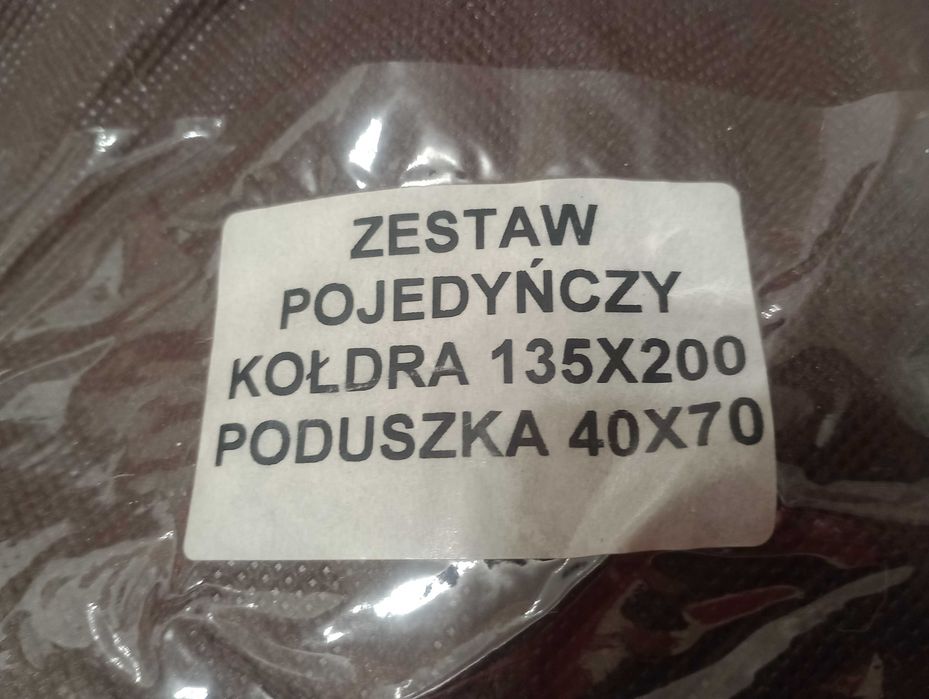 ZESTAW
POJEDYŃCZY
KOŁDRA 135X200
PODUSZKA 40X70